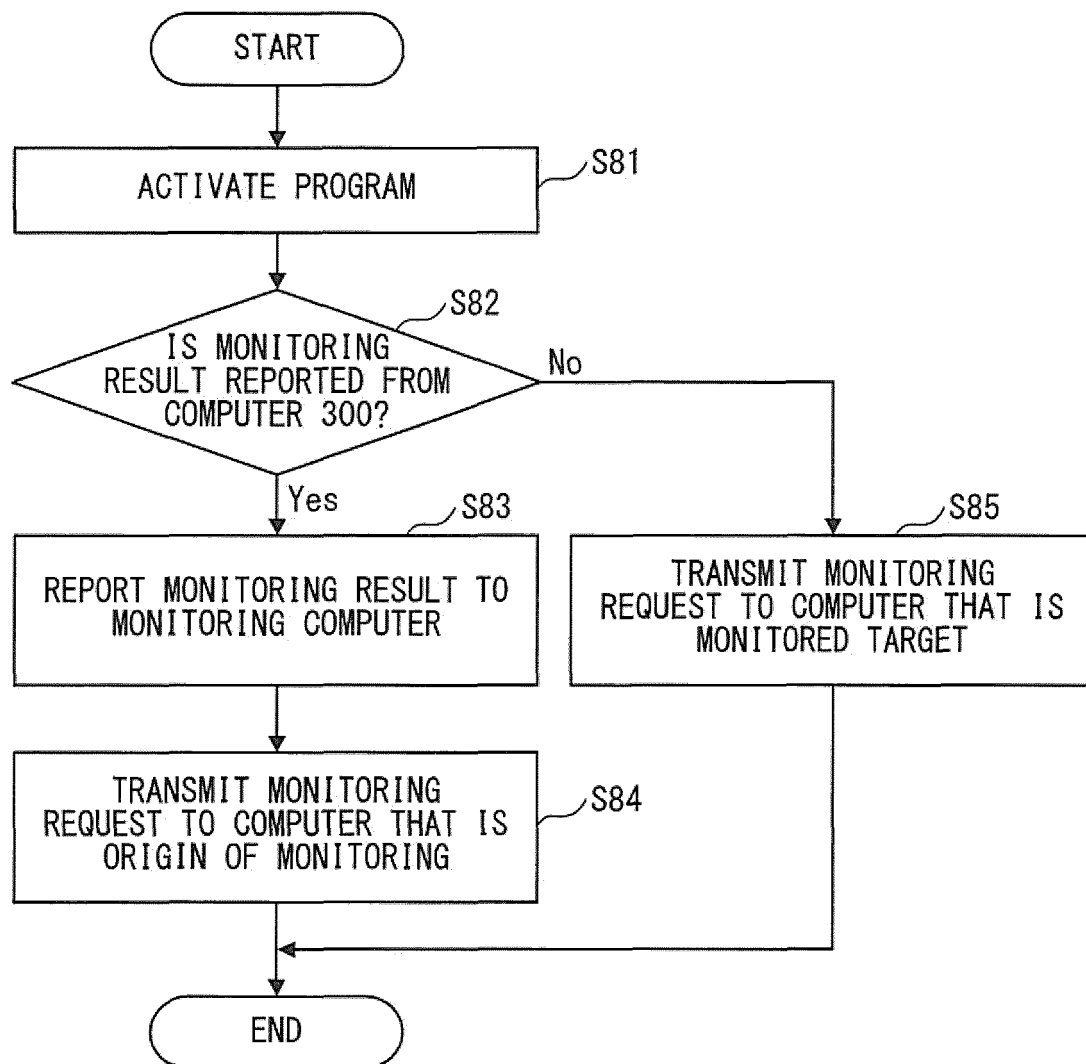 START
ACTIVATE PROGRAM
S81
S82
IS MONITORING
RESULT REPORTED FROM
COMPUTER 300?
No
Yes
S83
REPORT MONITORING RESULT TO
MONITORING COMPUTER
S85
TRANSMIT MONITORING
REQUEST TO COMPUTER THAT IS
MONITORED TARGET
TRANSMIT MONITORING
REQUEST TO COMPUTER THAT IS
ORIGIN OF MONITORING
S84
END